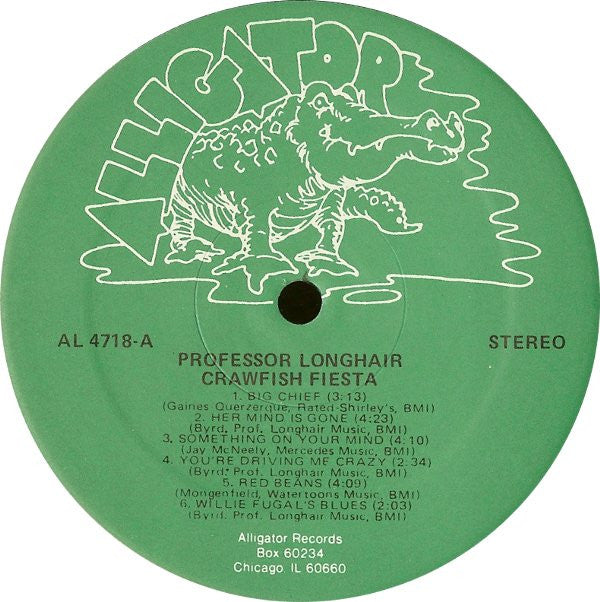 ALLIGATOR
AL 4718-A
STEREO
PROFESSOR LONGHAIR
CRAWFISH FIESTA
1. BIG CHIEF (3:13)
(Gaines Querzergue, Rated-Shirley's, BMI)
2. HER MIND IS GONE (4:23)
(Byrd, Prof. Longhair Music, BMI)
3. SOMETHING ON YOUR MIND (4:10)
(Jay McNeely, Mercedes Music, BMI)
4. YOU'RE DRIVING ME CRAZY (2:34)
(Byrd, Prof. Longhair Music, BMI)
5. RED BEANS (4:09)
(Mongenfield, Watertoons Music, BMI)
6. WILLIE FUGAL'S BLUES (2:03)
(Byrd, Prof. Longhair Music, BMI)
Alligator Records
Box 60234
Chicago, IL 60660